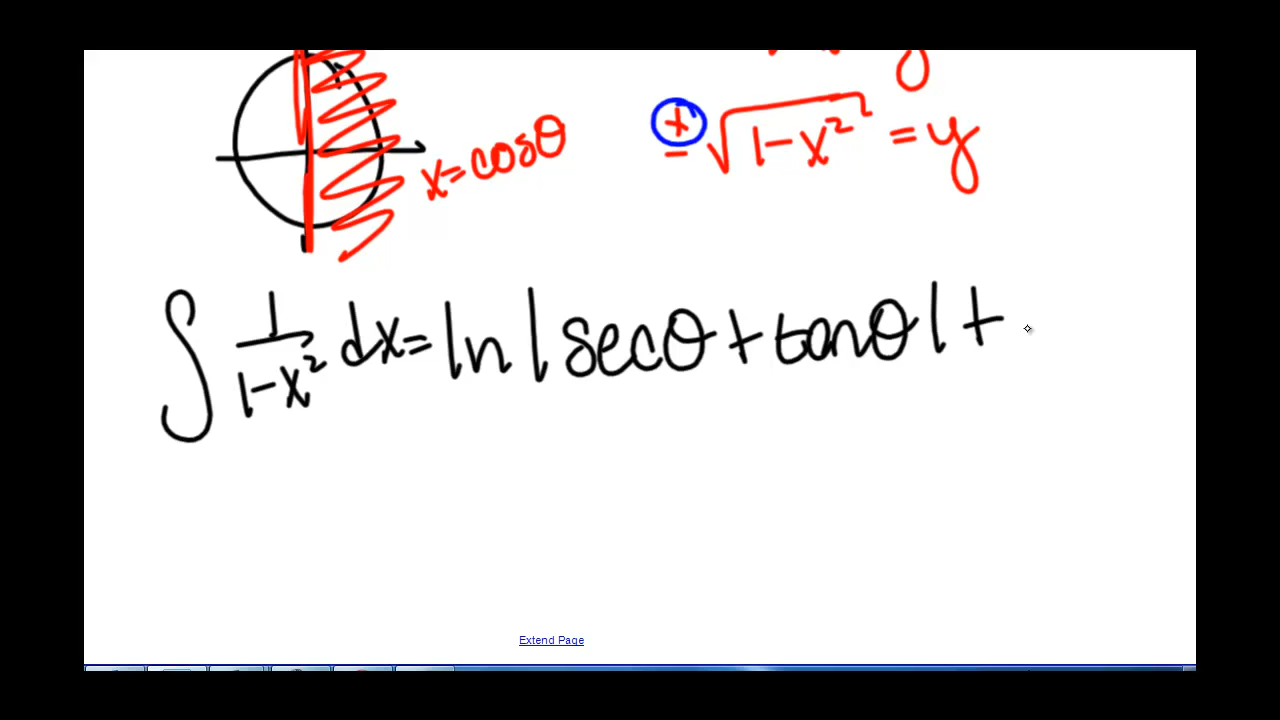 y
x = cosθ
± √1-x² = y
∫ 1/1-x² dx = ln |secθ + tanθ| +
Extend Page